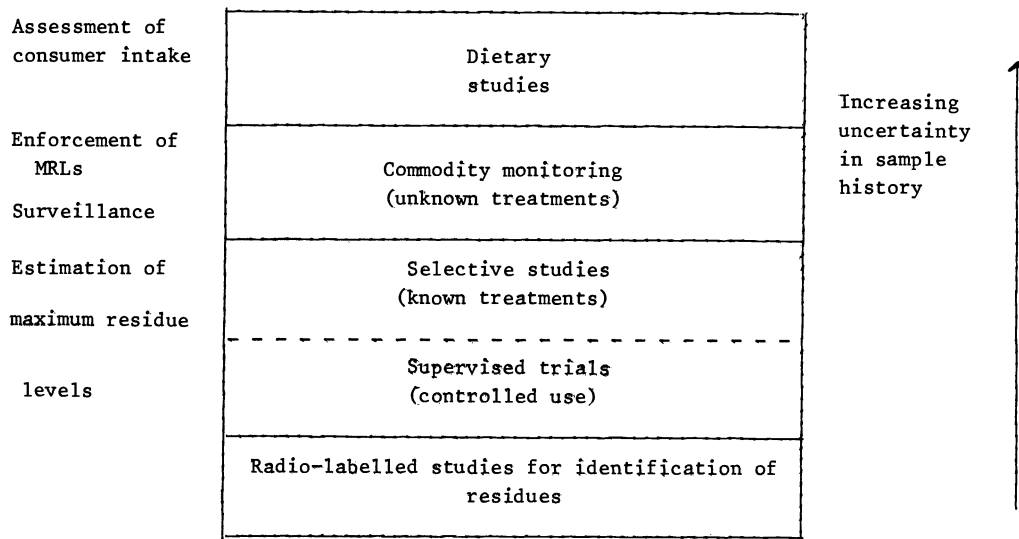 Assessment of
consumer intake
Dietary
studies
Increasing
uncertainty
in sample
history
Enforcement of
MRLs
Surveillance
Commodity monitoring
(unknown treatments)
Estimation of
maximum residue
levels
Selective studies
(known treatments)
Supervised trials
(controlled use)
Radio-labelled studies for identification of
residues